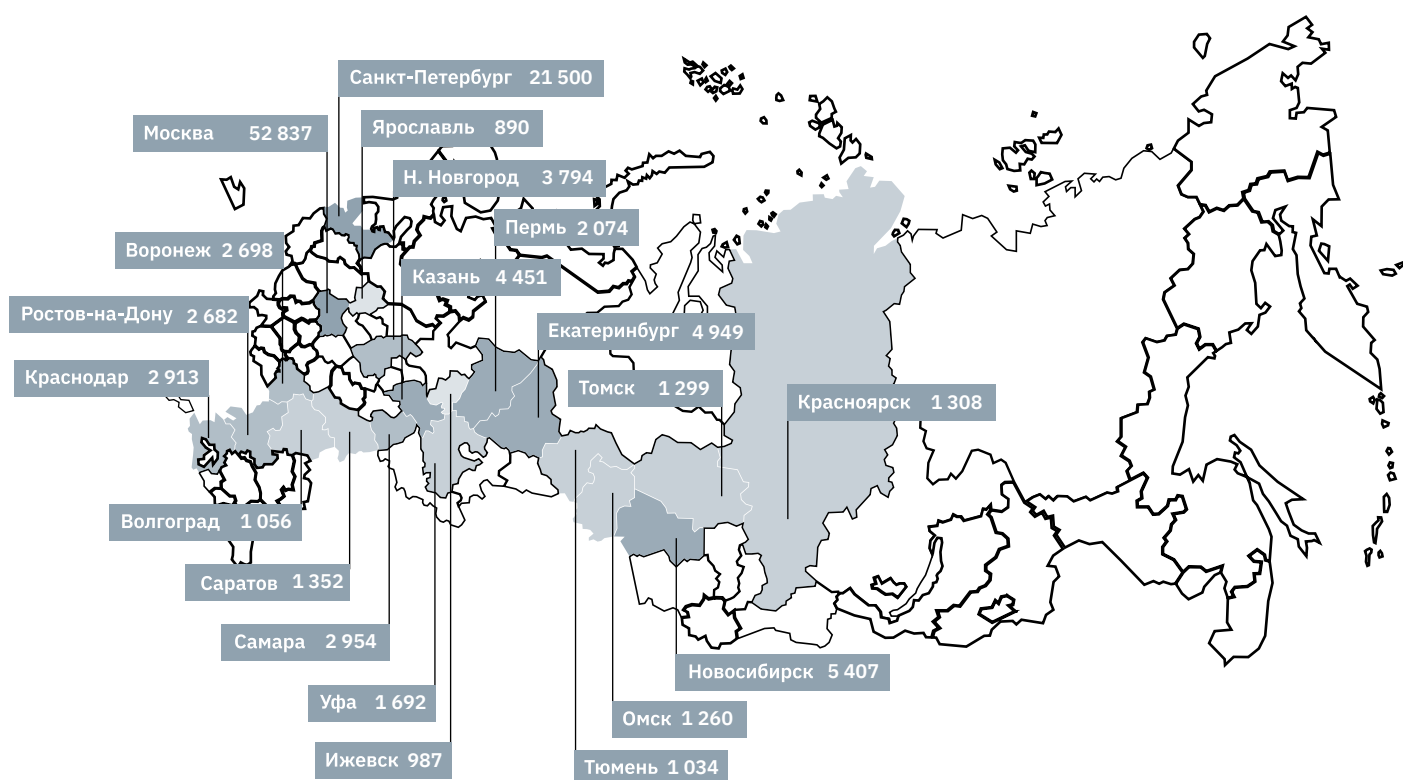 Санкт-Петербург 21 500
Москва 52 837
Ярославль 890
Н. Новгород 3 794
Пермь 2 074
Воронеж 2 698
Казань 4 451
Ростов-на-Дону 2 682
Екатеринбург 4 949
Краснодар 2 913
Томск 1 299
Красноярск 1 308
Волгоград 1 056
Саратов 1 352
Самара 2 954
Новосибирск 5 407
Уфа 1 692
Омск 1 260
Ижевск 987
Тюмень 1 034